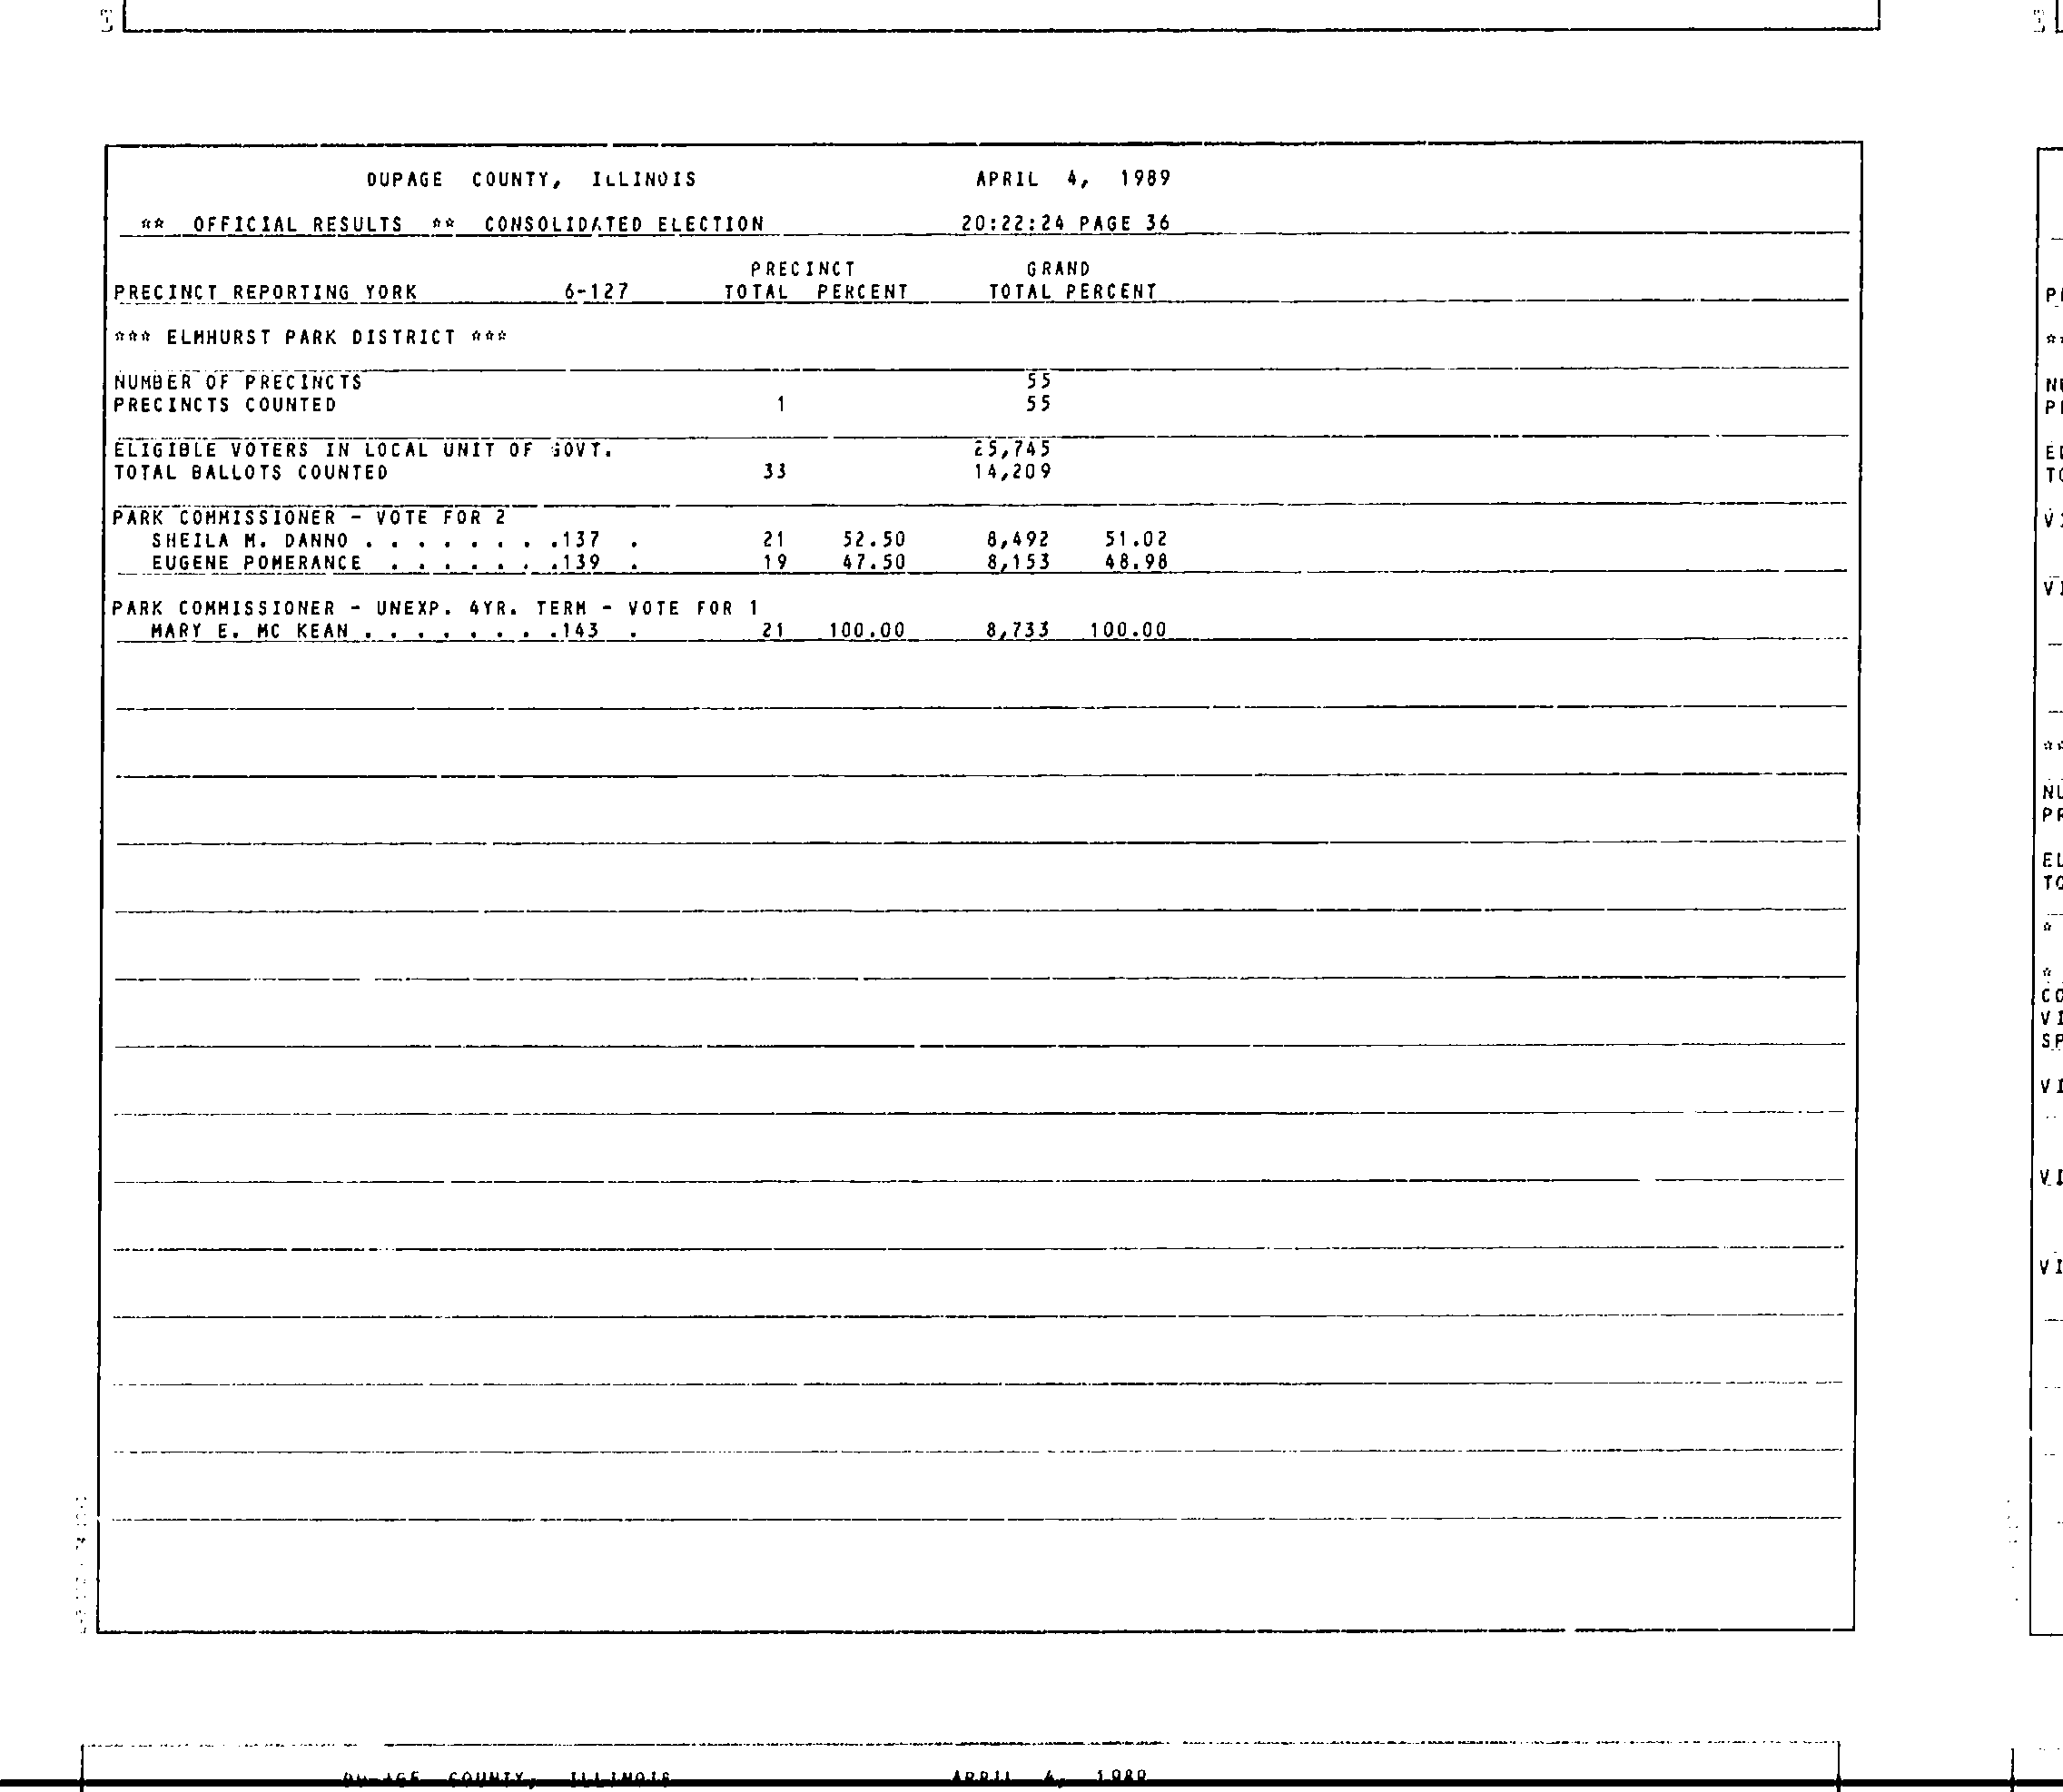 DUPAGE COUNTY, ILLINOIS APRIL 4, 1989
** OFFICIAL RESULTS ** CONSOLIDATED ELECTION 20:22:24 PAGE 36
PRECINCT GRAND
PRECINCT REPORTING YORK 6-127 TOTAL PERCENT TOTAL PERCENT
*** ELMHURST PARK DISTRICT ***
NUMBER OF PRECINCTS 55
PRECINCTS COUNTED 1 55
ELIGIBLE VOTERS IN LOCAL UNIT OF GOVT. 25,745
TOTAL BALLOTS COUNTED 33 14,209
PARK COMMISSIONER - VOTE FOR 2
SHEILA M. DANNO . . . . . . . .137 . 21 52.50 8,492 51.02
EUGENE POMERANCE . . . . . . .139 . 19 47.50 8,153 48.98
PARK COMMISSIONER - UNEXP. 4YR. TERM - VOTE FOR 1
MARY E. MC KEAN . . . . . . . .143 . 21 100.00 8,733 100.00
COUNTY, ILLINOIS APRIL 4, 1989